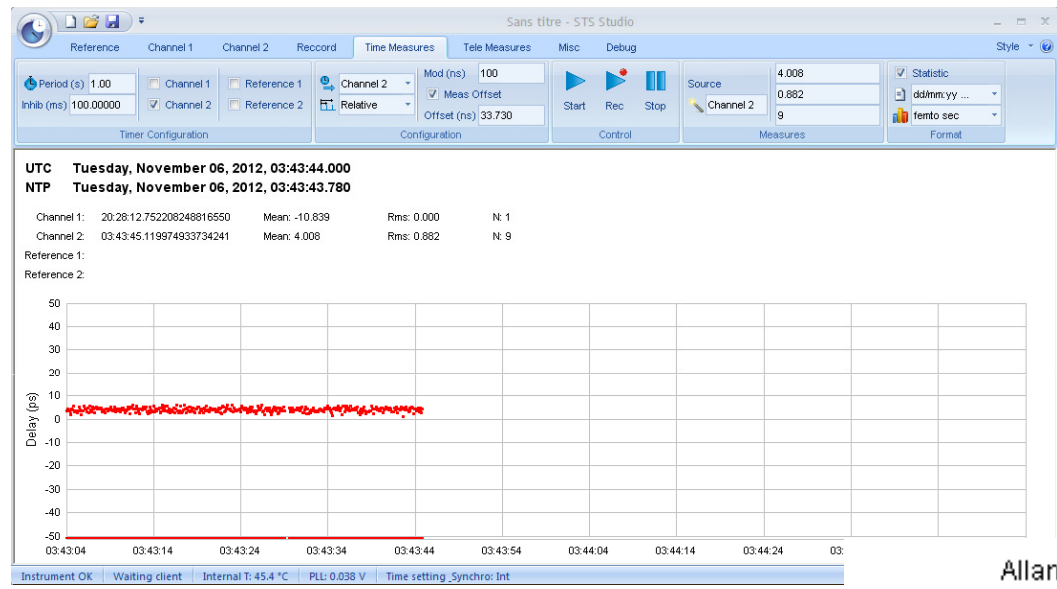 Sans titre - STS Studio
Reference Channel 1 Channel 2 Reccord Time Measures Tele Measures Misc Debug Style
Period (s) 1.00 Channel 1 Reference 1 Channel 2 Mod (ns) 100 Source 4.008 Statistic
Inhib (ms) 100.00000 Channel 2 Reference 2 Relative Meas Offset Start Rec Stop Channel 2 0.882 dd/mm:yy ...
Offset (ns) 33.730 9 femto sec
Timer Configuration Configuration Control Measures Format
UTC Tuesday, November 06, 2012, 03:43:44.000
NTP Tuesday, November 06, 2012, 03:43:43.780
Channel 1: 20:28:12.752208248816550 Mean: -10.839 Rms: 0.000 N: 1
Channel 2: 03:43:45.119974933734241 Mean: 4.008 Rms: 0.882 N: 9
Reference 1:
Reference 2:
50
40
30
20
10
0
-10
-20
-30
-40
-50
Delay (ps)
03:43:04 03:43:14 03:43:24 03:43:34 03:43:44 03:43:54 03:44:04 03:44:14 03:44:24 03:
Instrument OK Waiting client Internal T: 45.4 °C PLL: 0.038 V Time setting _Synchro: Int
Allan